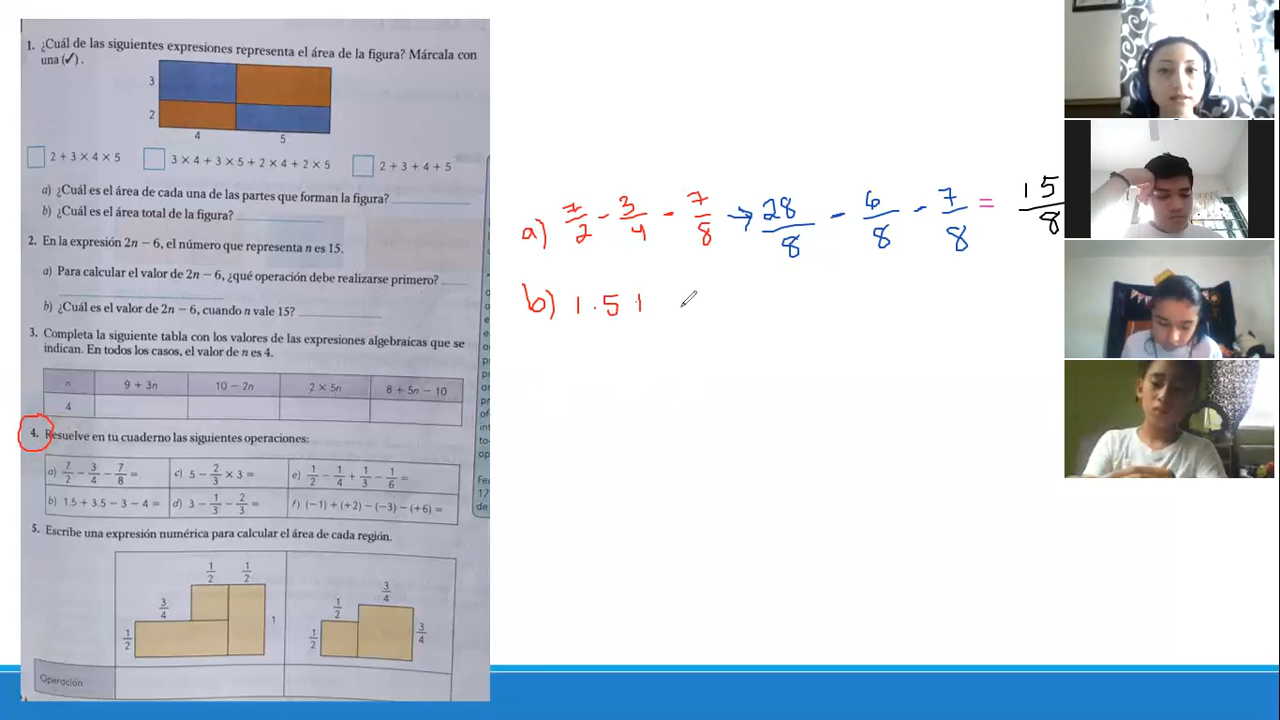 1. ¿Cuál de las siguientes expresiones representa el área de la figura? Márcala con
una (✓).
3
2
4 5
2 + 3 × 4 × 5 3 × 4 + 3 × 5 + 2 × 4 + 2 × 5 2 + 3 + 4 + 5
a) ¿Cuál es el área de cada una de las partes que forman la figura?
b) ¿Cuál es el área total de la figura?
2. En la expresión 2n − 6, el número que representa n es 15.
a) Para calcular el valor de 2n − 6, ¿qué operación debe realizarse primero?
b) ¿Cuál es el valor de 2n − 6, cuando n vale 15?
3. Completa la siguiente tabla con los valores de las expresiones algebraicas que se
indican. En todos los casos, el valor de n es 4.
n 9 + 3n 10 − 2n 2 × 5n 8 + 5n − 10
4
4. Resuelve en tu cuaderno las siguientes operaciones:
a) 7/2 − 3/4 − 7/8 = c) 5 − 2/3 × 3 = e) 1/2 − 1/4 + 1/3 − 1/6 =
b) 1.5 + 3.5 − 3 − 4 = d) 3 − 1/3 − 2/3 = f) (−1) + (+2) − (−3) − (+6) =
5. Escribe una expresión numérica para calcular el área de cada región.
1/2 1/2
3/4
1/2
1
3/4
1/2
1/2
3/4
Operación
a) 7/2 − 3/4 − 7/8 → 28/8 − 6/8 − 7/8 = 15/8
b) 1.5 1